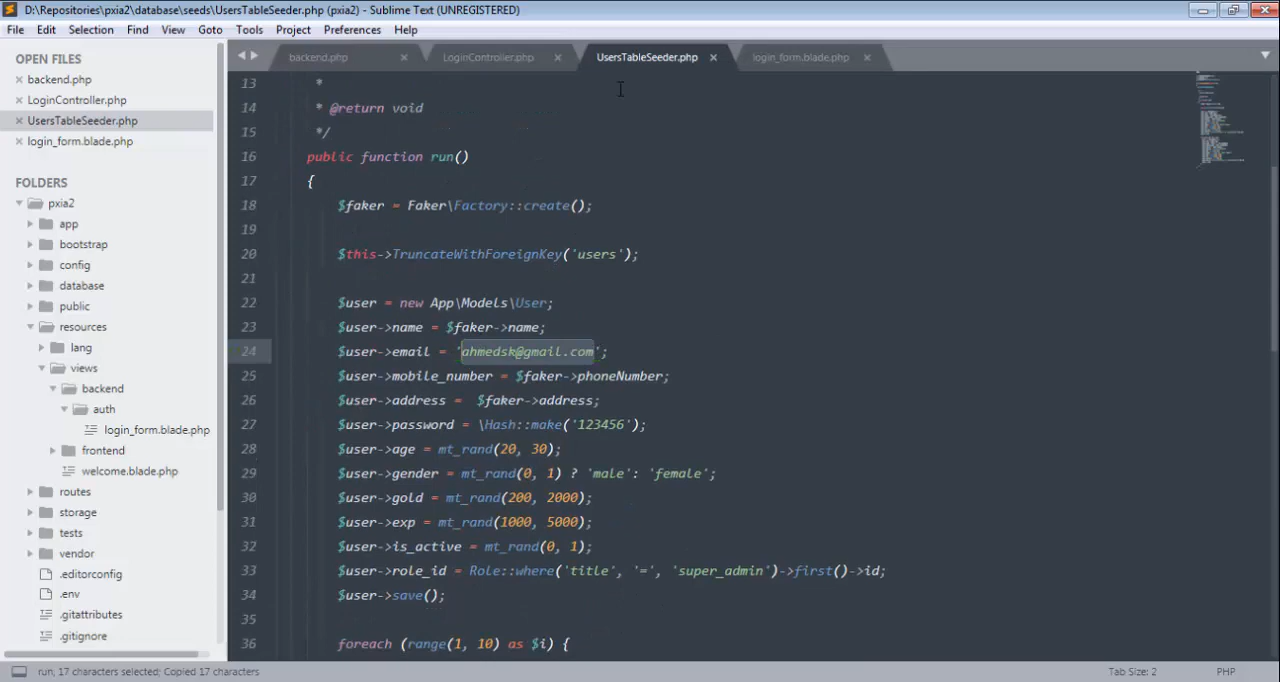 D:\Repositories\pxia2\database\seeds\UsersTableSeeder.php (pxia2) - Sublime Text (UNREGISTERED)
File Edit Selection Find View Goto Tools Project Preferences Help
OPEN FILES
backend.php
LoginController.php
UsersTableSeeder.php
login_form.blade.php
FOLDERS
pxia2
app
bootstrap
config
database
public
resources
lang
views
backend
auth
login_form.blade.php
frontend
welcome.blade.php
routes
storage
tests
vendor
.editorconfig
.env
.gitattributes
.gitignore
backend.php LoginController.php UsersTableSeeder.php login_form.blade.php
13 *
14 * @return void
15 */
16 public function run()
17 {
18 $faker = Faker\Factory::create();
19
20 $this->TruncateWithForeignKey('users');
21
22 $user = new App\Models\User;
23 $user->name = $faker->name;
24 $user->email = 'ahmedsk@gmail.com';
25 $user->mobile_number = $faker->phoneNumber;
26 $user->address =  $faker->address;
27 $user->password = \Hash::make('123456');
28 $user->age = mt_rand(20, 30);
29 $user->gender = mt_rand(0, 1) ? 'male': 'female';
30 $user->gold = mt_rand(200, 2000);
31 $user->exp = mt_rand(1000, 5000);
32 $user->is_active = mt_rand(0, 1);
33 $user->role_id = Role::where('title', '=', 'super_admin')->first()->id;
34 $user->save();
35
36 foreach (range(1, 10) as $i) {
run; 17 characters selected; Copied 17 characters Tab Size: 2 PHP